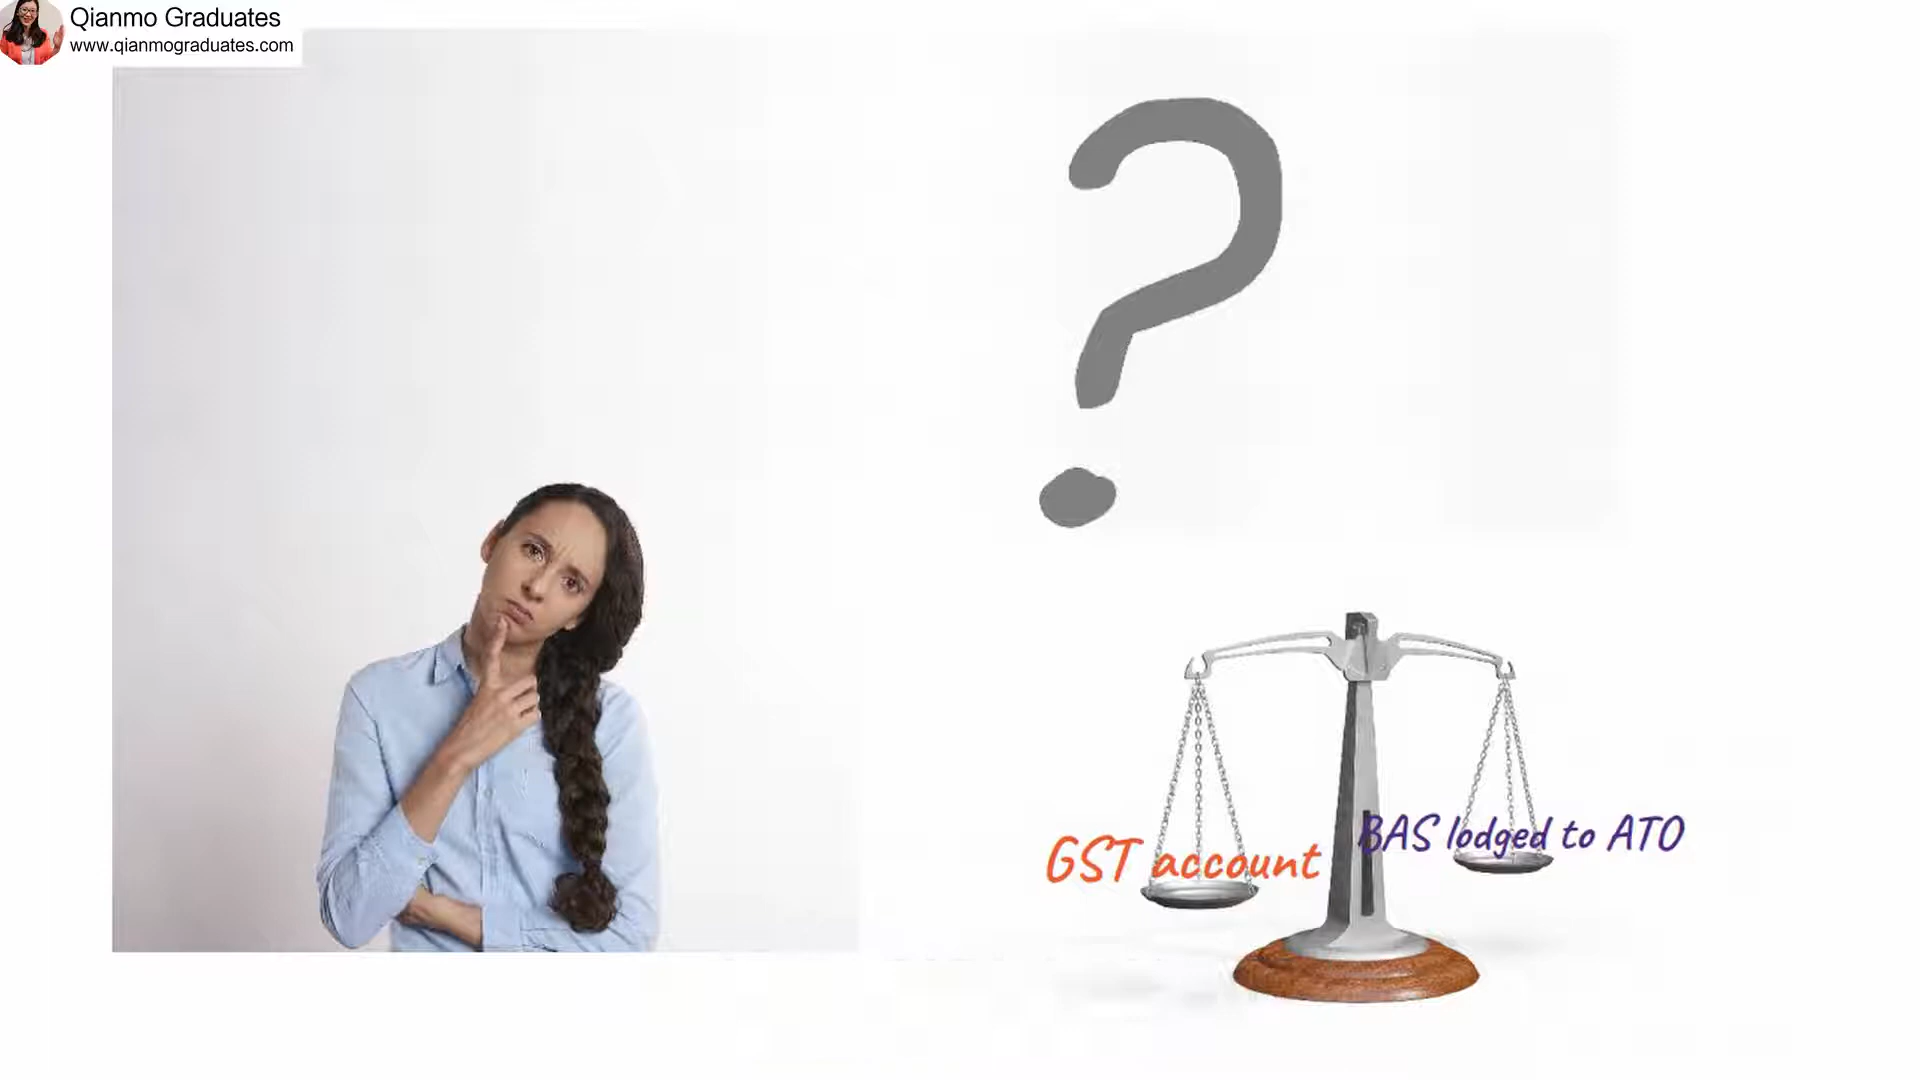 Qianmo Graduates
www.qianmograduates.com
?
GST account
BAS lodged to ATO